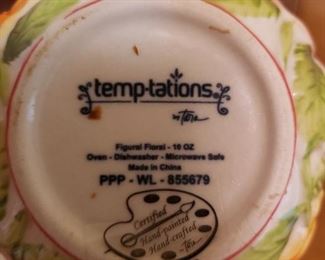 temp-tations
by Tara
Figural Floral - 10 OZ
Oven - Dishwasher - Microwave Safe
Made in China
PPP - WL - 855679
Certified
Hand-painted
Hand-crafted
Tara